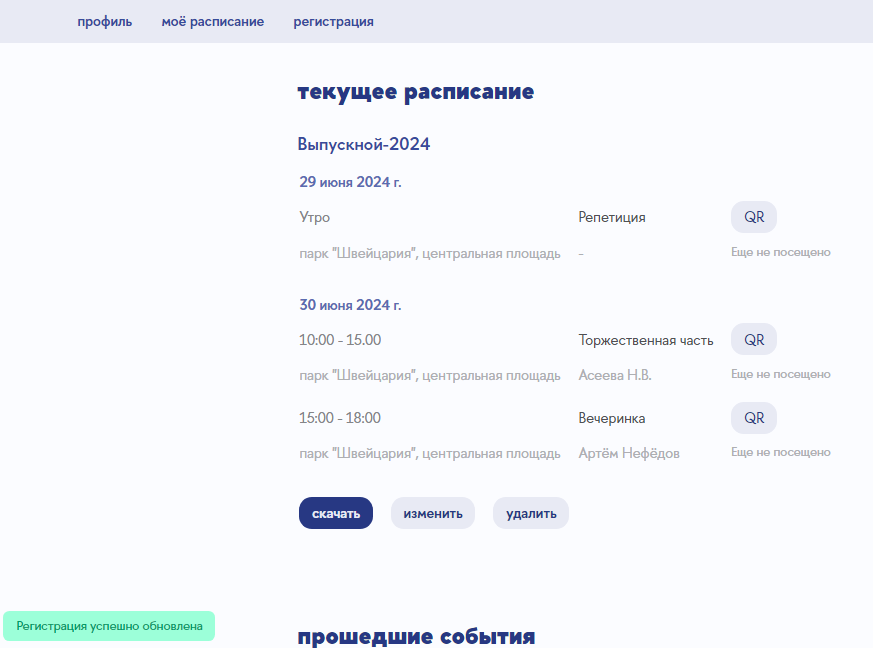 профиль моё расписание регистрация
текущее расписание
Выпускной-2024
29 июня 2024 г.
Утро Репетиция QR
парк "Швейцария", центральная площадь - Еще не посещено
30 июня 2024 г.
10:00 - 15.00 Торжественная часть QR
парк "Швейцария", центральная площадь Асеева Н.В. Еще не посещено
15:00 - 18:00 Вечеринка QR
парк "Швейцария", центральная площадь Артём Нефёдов Еще не посещено
скачать изменить удалить
Регистрация успешно обновлена
прошедшие события